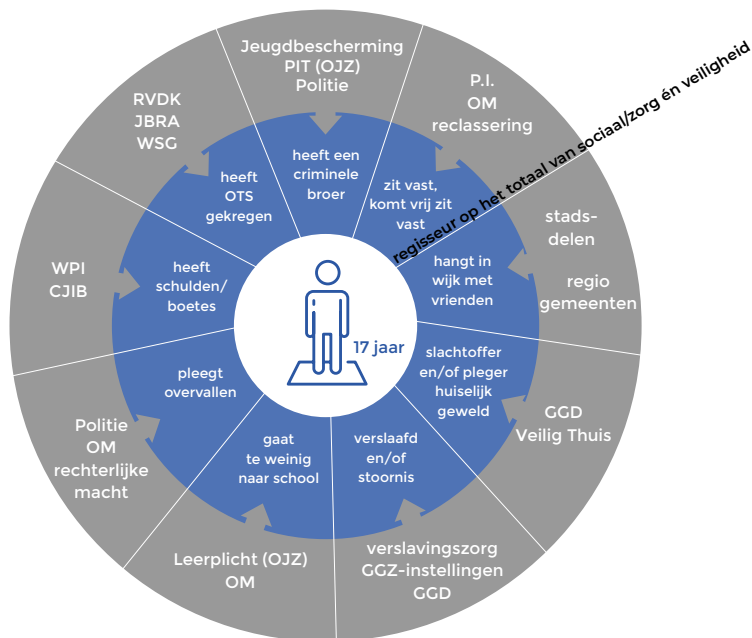 Jeugdbescherming
PIT (OJZ)
Politie
P.I.
OM
reclassering
regisseur op het totaal van sociaal/zorg én veiligheid
stads-
delen
regio
gemeenten
GGD
Veilig Thuis
verslavingszorg
GGZ-instellingen
GGD
Leerplicht (OJZ)
OM
Politie
OM
rechterlijke
macht
WPI
CJIB
RVDK
JBRA
WSG
heeft een
criminele
broer
zit vast,
komt vrij zit
vast
hangt in
wijk met
vrienden
slachtoffer
en/of pleger
huiselijk
geweld
verslaafd
en/of
stoornis
gaat
te weinig
naar school
pleegt
overvallen
heeft
schulden/
boetes
heeft
OTS
gekregen
17 jaar